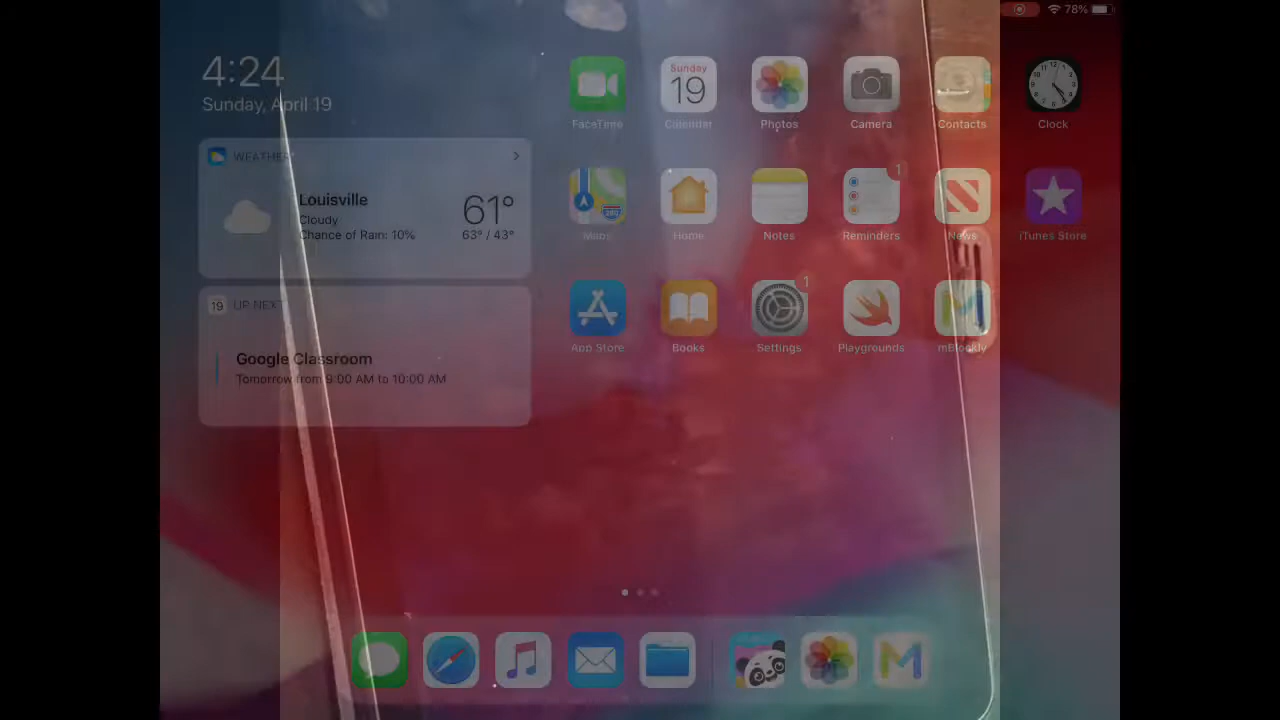 78%
4:24
Sunday, April 19
WEATHER
Louisville
Cloudy
Chance of Rain: 10%
61°
63° / 43°
19
UP NEXT
Google Classroom
Tomorrow from 9:00 AM to 10:00 AM
Sunday
19
FaceTime
Calendar
Photos
Camera
Contacts
Clock
1
Maps
Home
Notes
Reminders
News
iTunes Store
1
App Store
Books
Settings
Playgrounds
mBlockly